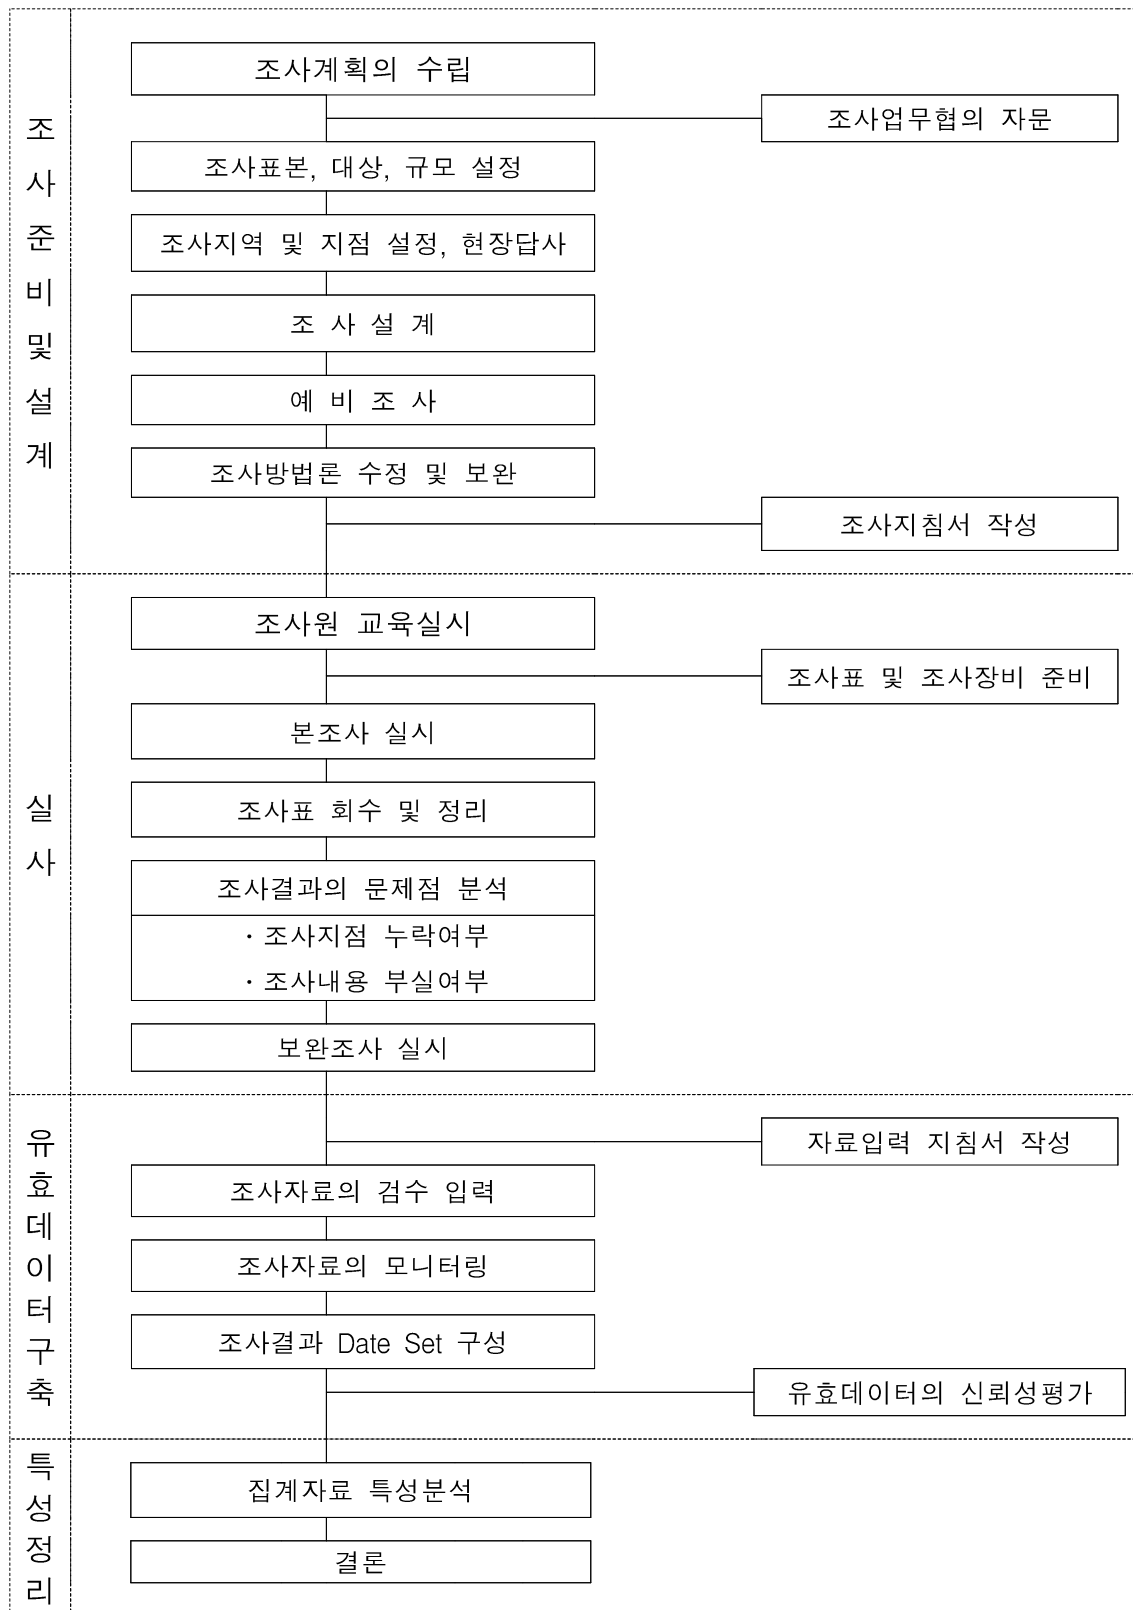 조사준비및설계
조사계획의 수립
조사업무협의 자문
조사표본, 대상, 규모 설정
조사지역 및 지점 설정, 현장답사
조 사 설 계
예 비 조 사
조사방법론 수정 및 보완
조사지침서 작성
실사
조사원 교육실시
조사표 및 조사장비 준비
본조사 실시
조사표 회수 및 정리
조사결과의 문제점 분석
· 조사지점 누락여부
· 조사내용 부실여부
보완조사 실시
유효데이터구축
자료입력 지침서 작성
조사자료의 검수 입력
조사자료의 모니터링
조사결과 Date Set 구성
유효데이터의 신뢰성평가
특성정리
집계자료 특성분석
결론